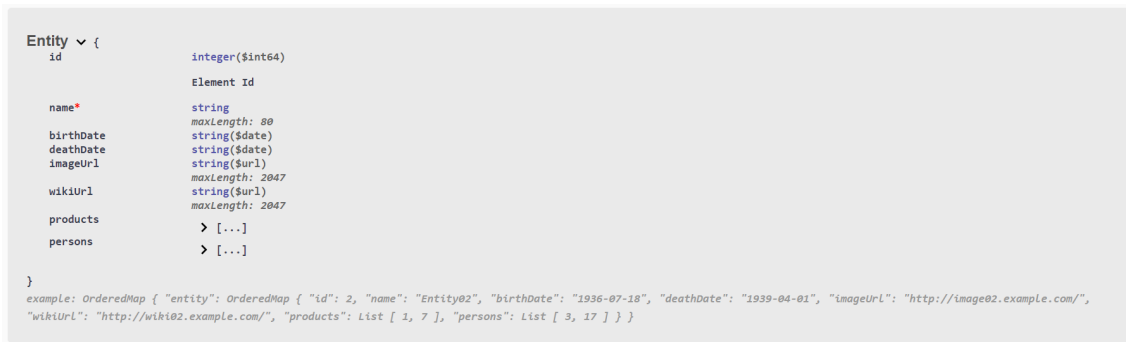 Entity {
id integer($int64)
Element Id
name* string
maxLength: 80
birthDate string($date)
deathDate string($date)
imageUrl string($url)
maxLength: 2047
wikiUrl string($url)
maxLength: 2047
products
[...]
persons
[...]
}
example: OrderedMap { "entity": OrderedMap { "id": 2, "name": "Entity02", "birthDate": "1936-07-18", "deathDate": "1939-04-01", "imageUrl": "http://image02.example.com/",
"wikiUrl": "http://wiki02.example.com/", "products": List [ 1, 7 ], "persons": List [ 3, 17 ] } }